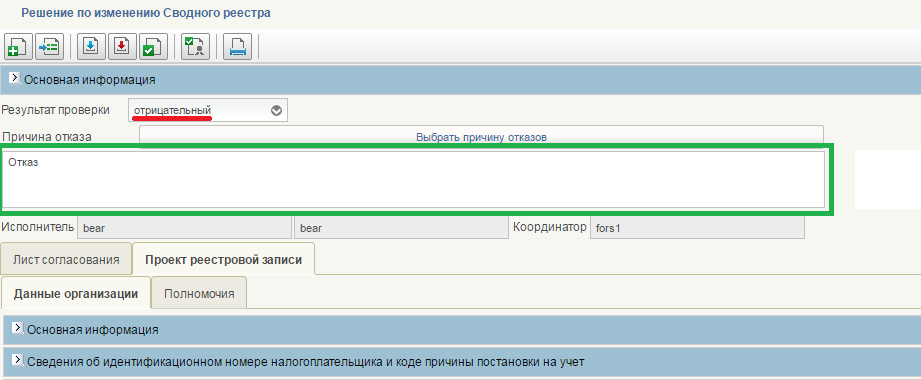 Решение по изменению Сводного реестра
Основная информация
Результат проверки отрицательный
Причина отказа Выбрать причину отказов
Отказ
Исполнитель bear bear Координатор fors1
Лист согласования Проект реестровой записи
Данные организации Полномочия
Основная информация
Сведения об идентификационном номере налогоплательщика и коде причины постановки на учет